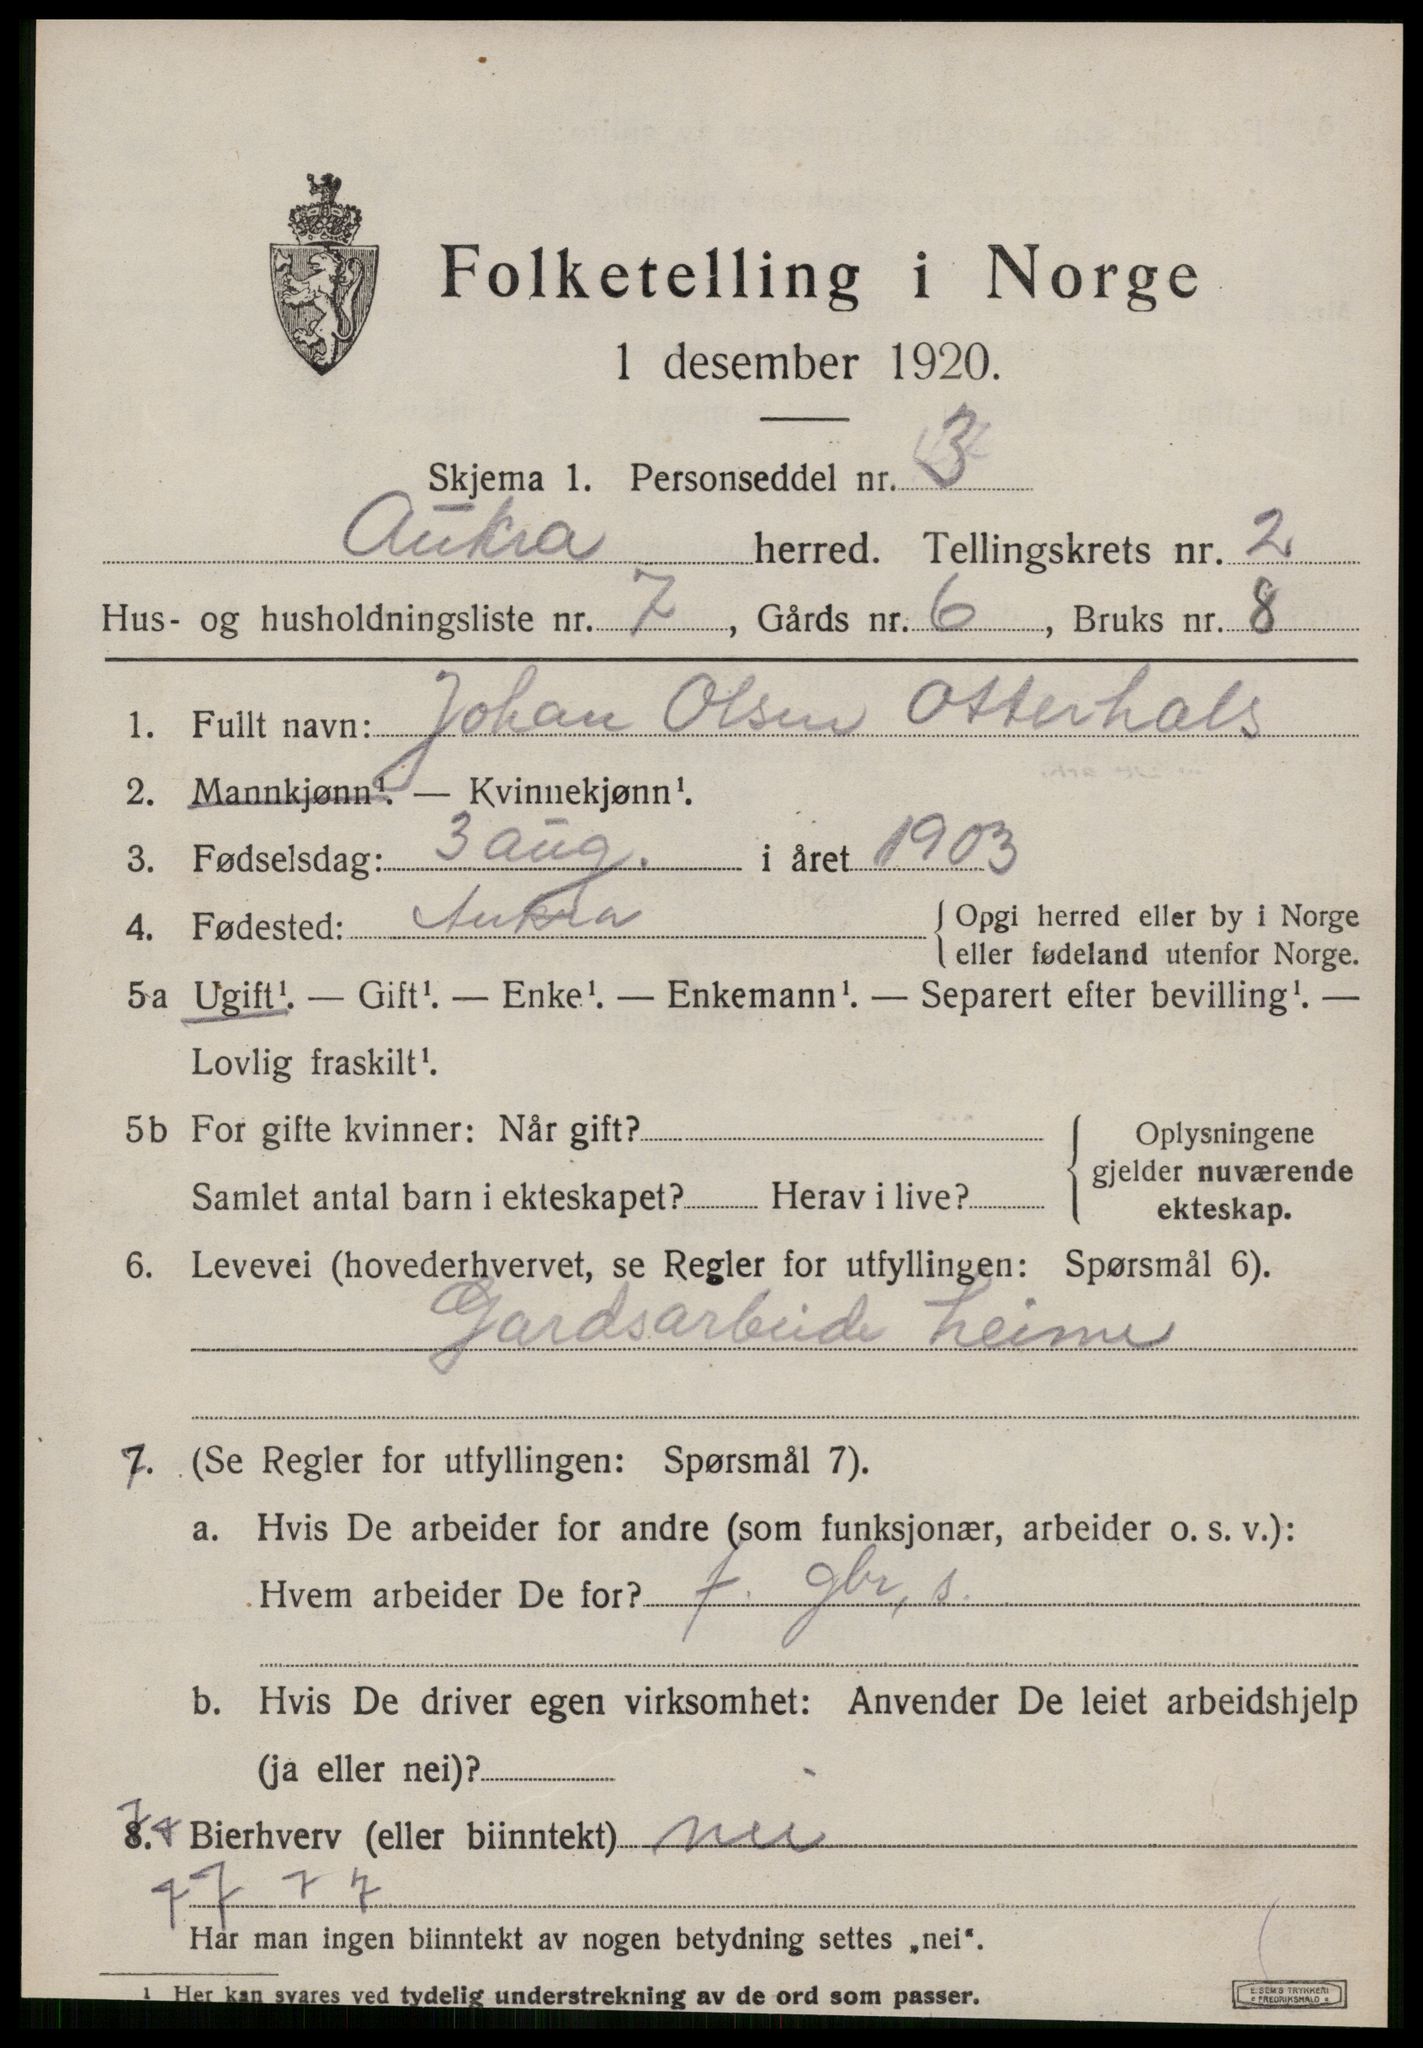 Folketelling i Norge
1 desember 1920.
Skjema 1. Personseddel nr. 3
Aukra herred. Tellingskrets nr. 2
Hus- og husholdningsliste nr. 7, Gårds nr. 6, Bruks nr. 8
1. Fullt navn: Johan Olsen Otterhals
2. Mannkjønn¹. — Kvinnekjønn¹.
3. Fødselsdag: 3 aug. i året 1903
4. Fødested: Aukra { Opgi herred eller by i Norge
eller fødeland utenfor Norge.
5a Ugift¹. — Gift¹. — Enke¹. — Enkemann¹. — Separert efter bevilling¹. —
Lovlig fraskilt¹.
5b For gifte kvinner: Når gift? { Oplysningene
gjelder nuværende
Samlet antal barn i ekteskapet? Herav i live? ekteskap.
6. Levevei (hovederhvervet, se Regler for utfyllingen: Spørsmål 6).
Gardsarbeide heime
7. (Se Regler for utfyllingen: Spørsmål 7).
a. Hvis De arbeider for andre (som funksjonær, arbeider o. s. v.):
Hvem arbeider De for? f. gbr, s.
b. Hvis De driver egen virksomhet: Anvender De leiet arbeidshjelp
(ja eller nei)?
8. Bierhverv (eller biinntekt) nei
7 7 7 7
Har man ingen biinntekt av nogen betydning settes „nei“.
¹ Her kan svares ved tydelig understrekning av de ord som passer.
E. SEM'S TRYKKERI
FREDRIKSHALD